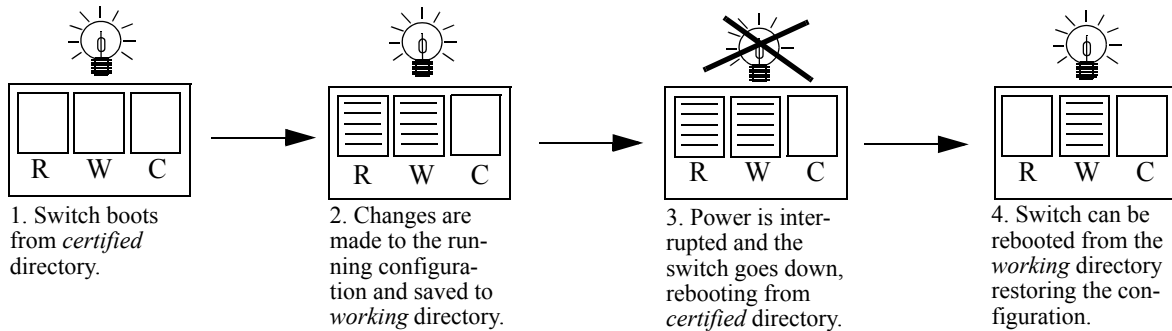 R W C
R W C
R W C
R W C
1. Switch boots
from certified
directory.
2. Changes are
made to the run-
ning configura-
tion and saved to
working directory.
3. Power is inter-
rupted and the
switch goes down,
rebooting from
certified directory.
4. Switch can be
rebooted from the
working directory
restoring the con-
figuration.